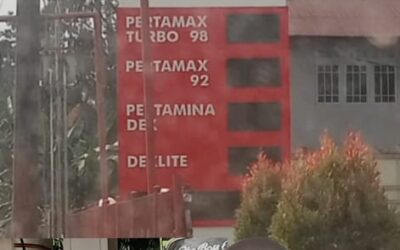 PERTAMAX
TURBO 98
PERTAMAX
92
PERTAMINA
DEX
DEXLITE